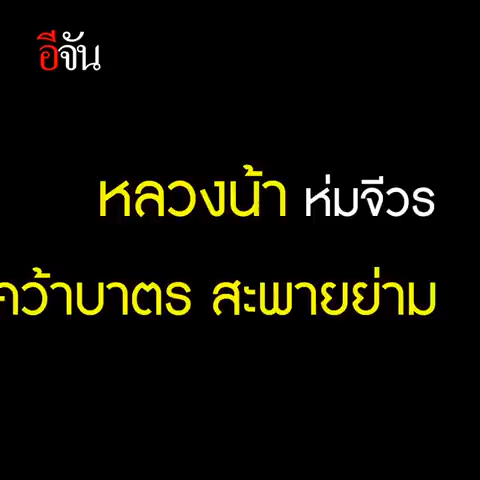 อีจัน
หลวงน้า ห่มจีวร
คว้าบาตร สะพายย่าม